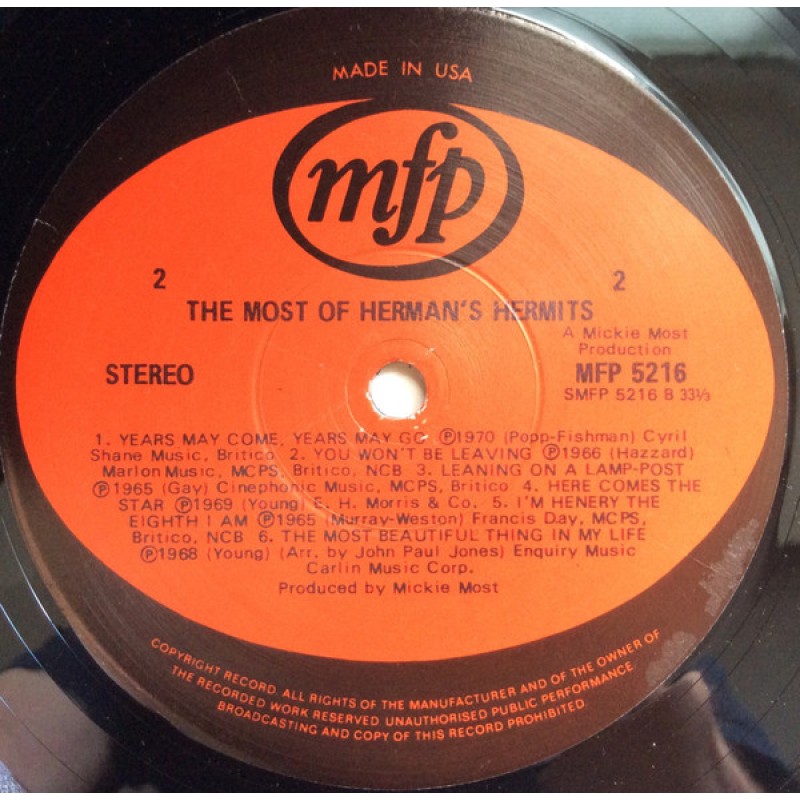 MADE IN USA
mfp
2 2
THE MOST OF HERMAN'S HERMITS
A Mickie Most
Production
STEREO MFP 5216
SMFP 5216 B 33⅓
1. YEARS MAY COME, YEARS MAY GO Ⓟ1970 (Popp-Fishman) Cyril
Shane Music, Britico 2. YOU WON'T BE LEAVING Ⓟ1966 (Hazzard)
Marlon Music, MCPS, Britico, NCB 3. LEANING ON A LAMP-POST
Ⓟ1965 (Gay) Cinephonic Music, MCPS, Britico 4. HERE COMES THE
STAR Ⓟ1969 (Young) E. H. Morris & Co. 5. I'M HENERY THE
EIGHTH I AM Ⓟ1965 (Murray-Weston) Francis Day, MCPS,
Britico, NCB 6. THE MOST BEAUTIFUL THING IN MY LIFE
Ⓟ1968 (Young) (Arr. by John Paul Jones) Enquiry Music
Carlin Music Corp.
Produced by Mickie Most
COPYRIGHT RECORD. ALL RIGHTS OF THE MANUFACTURER AND OF THE OWNER OF
THE RECORDED WORK RESERVED UNAUTHORISED PUBLIC PERFORMANCE
BROADCASTING AND COPY OF THIS RECORD PROHIBITED.